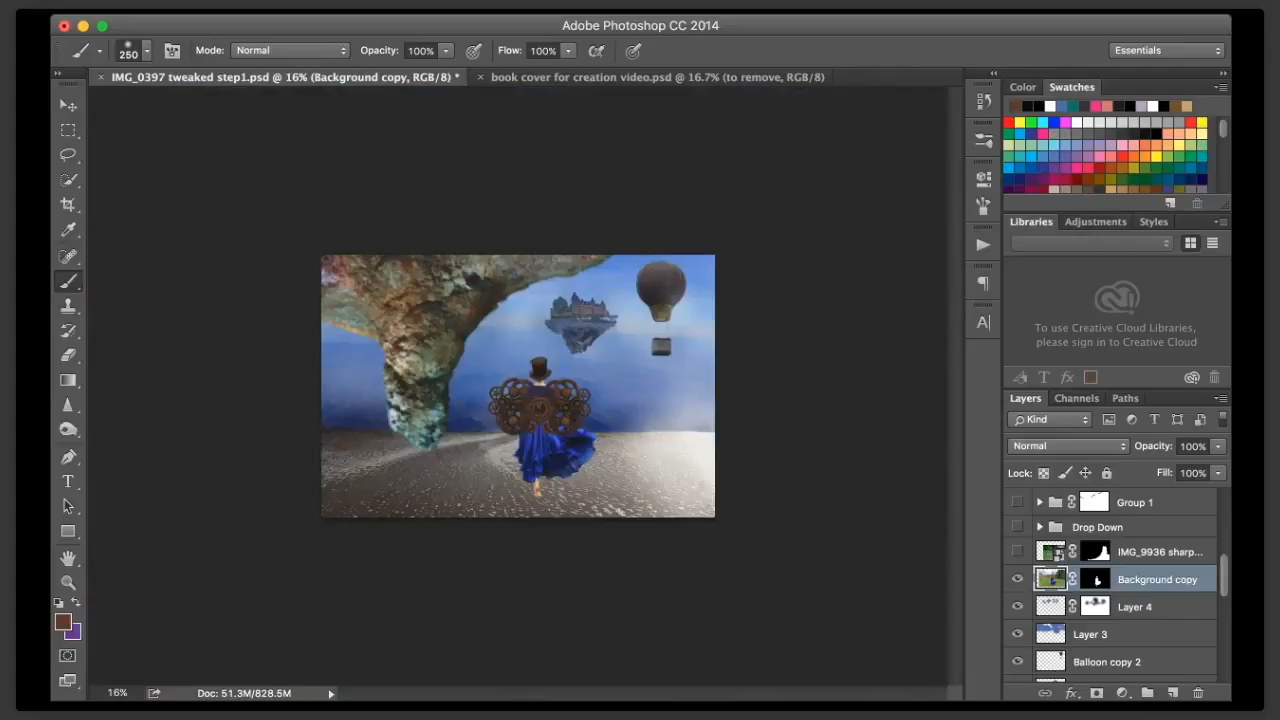 Adobe Photoshop CC 2014
250 Mode: Normal Opacity: 100% Flow: 100% Essentials
IMG_0397 tweaked step1.psd @ 16% (Background copy, RGB/8) * book cover for creation video.psd @ 16.7% (to remove, RGB/8)
Color Swatches
Libraries Adjustments Styles
To use Creative Cloud Libraries,
please sign in to Creative Cloud
Layers Channels Paths
Kind
Normal Opacity: 100%
Lock: Fill: 100%
Group 1
Drop Down
IMG_9936 sharp...
Background copy
Layer 4
Layer 3
Balloon copy 2
16% Doc: 51.3M/828.5M